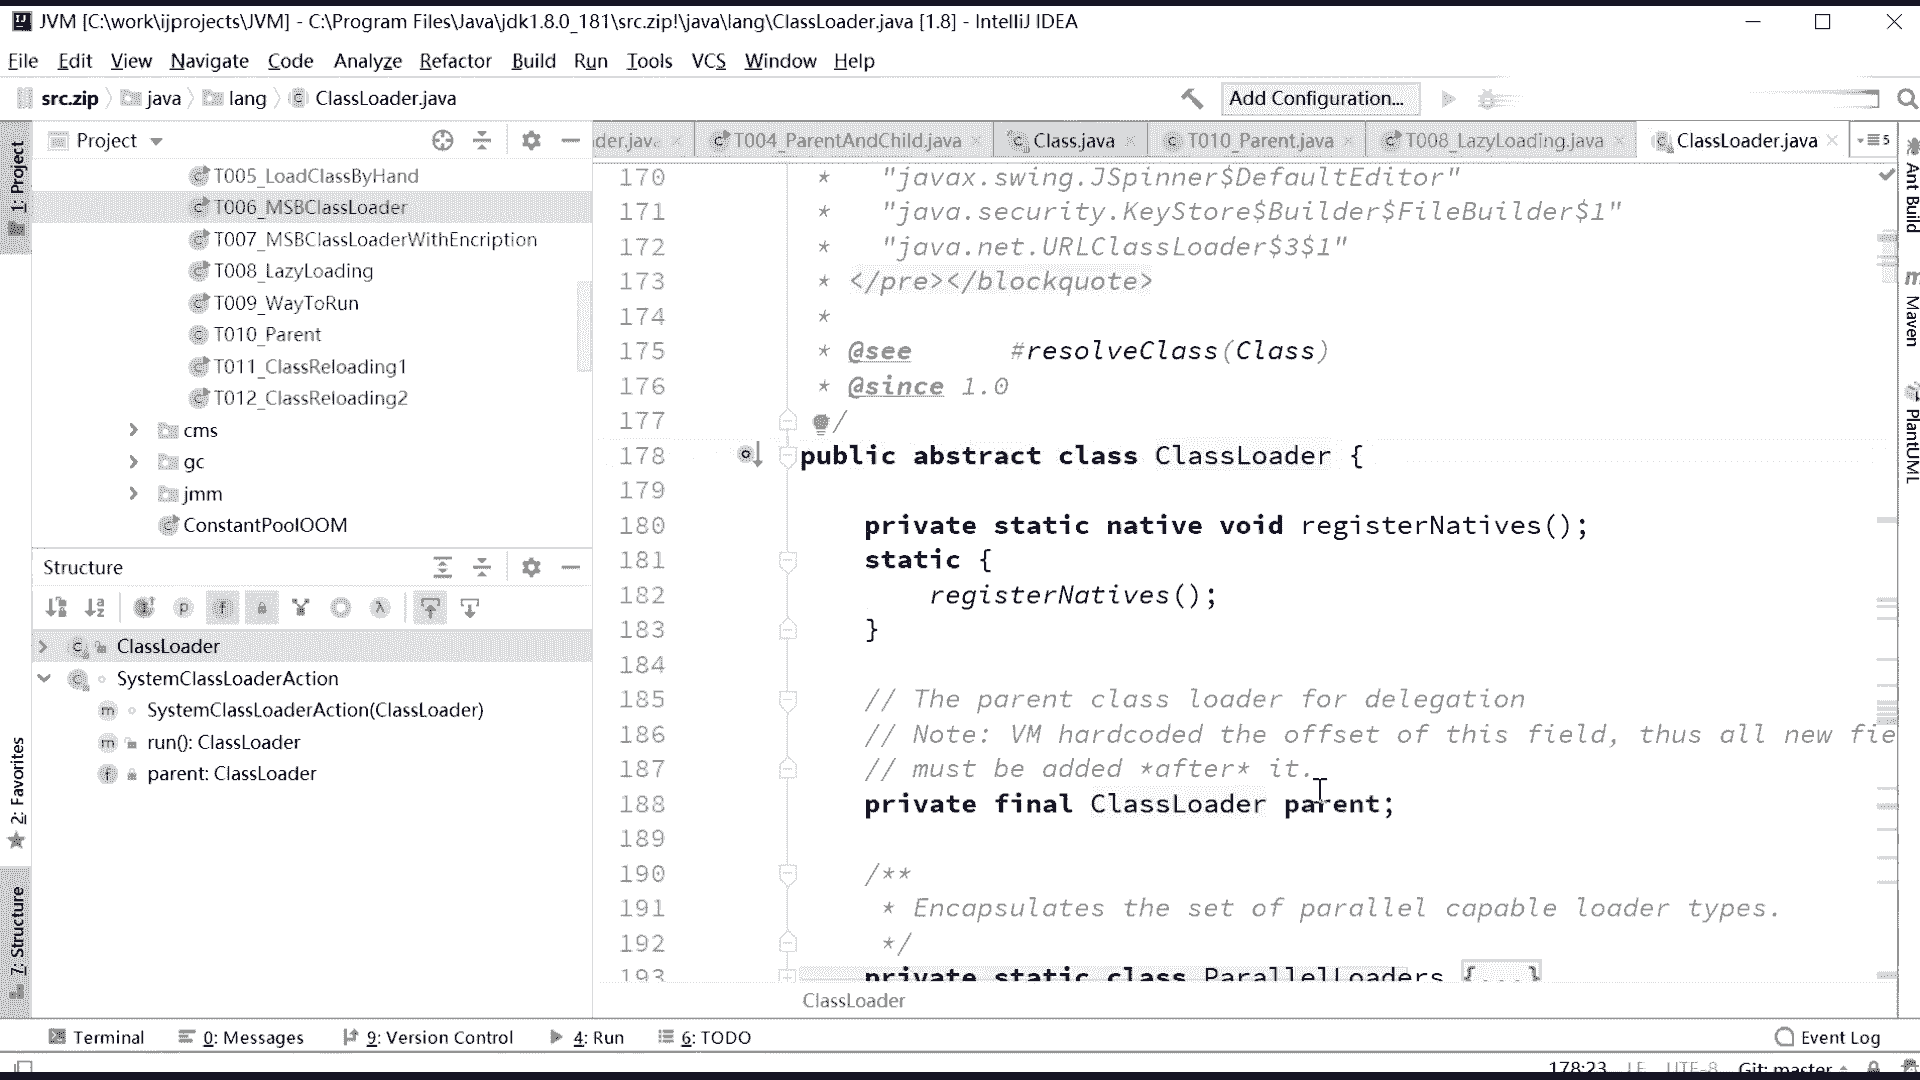 JVM [C:\work\ijprojects\JVM] - C:\Program Files\Java\jdk1.8.0_181\src.zip!\java\lang\ClassLoader.java [1.8] - IntelliJ IDEA
File Edit View Navigate Code Analyze Refactor Build Run Tools VCS Window Help
src.zip java lang ClassLoader.java Add Configuration...
Project
der.java T004_ParentAndChild.java Class.java T010_Parent.java T008_LazyLoading.java ClassLoader.java 5
1: Project
T005_LoadClassByHand
T006_MSBClassLoader
T007_MSBClassLoaderWithEncription
T008_LazyLoading
T009_WayToRun
T010_Parent
T011_ClassReloading1
T012_ClassReloading2
cms
gc
jmm
ConstantPoolOOM
Structure
ClassLoader
SystemClassLoaderAction
SystemClassLoaderAction(ClassLoader)
run(): ClassLoader
parent: ClassLoader
2: Favorites
7: Structure
170 * "javax.swing.JSpinner$DefaultEditor"
171 * "java.security.KeyStore$Builder$FileBuilder$1"
172 * "java.net.URLClassLoader$3$1"
173 * </pre></blockquote>
174 *
175 * @see #resolveClass(Class)
176 * @since 1.0
177 /
178 public abstract class ClassLoader {
179
180 private static native void registerNatives();
181 static {
182 registerNatives();
183 }
184
185 // The parent class loader for delegation
186 // Note: VM hardcoded the offset of this field, thus all new fie
187 // must be added *after* it.
188 private final ClassLoader parent;
189
190 /**
191 * Encapsulates the set of parallel capable loader types.
192 */
193 private static class ParallelLoaders {...}
ClassLoader
Ant Build
Maven
PlantUML
Terminal 0: Messages 9: Version Control 4: Run 6: TODO Event Log
178:23 LF UTF-8 Git: master